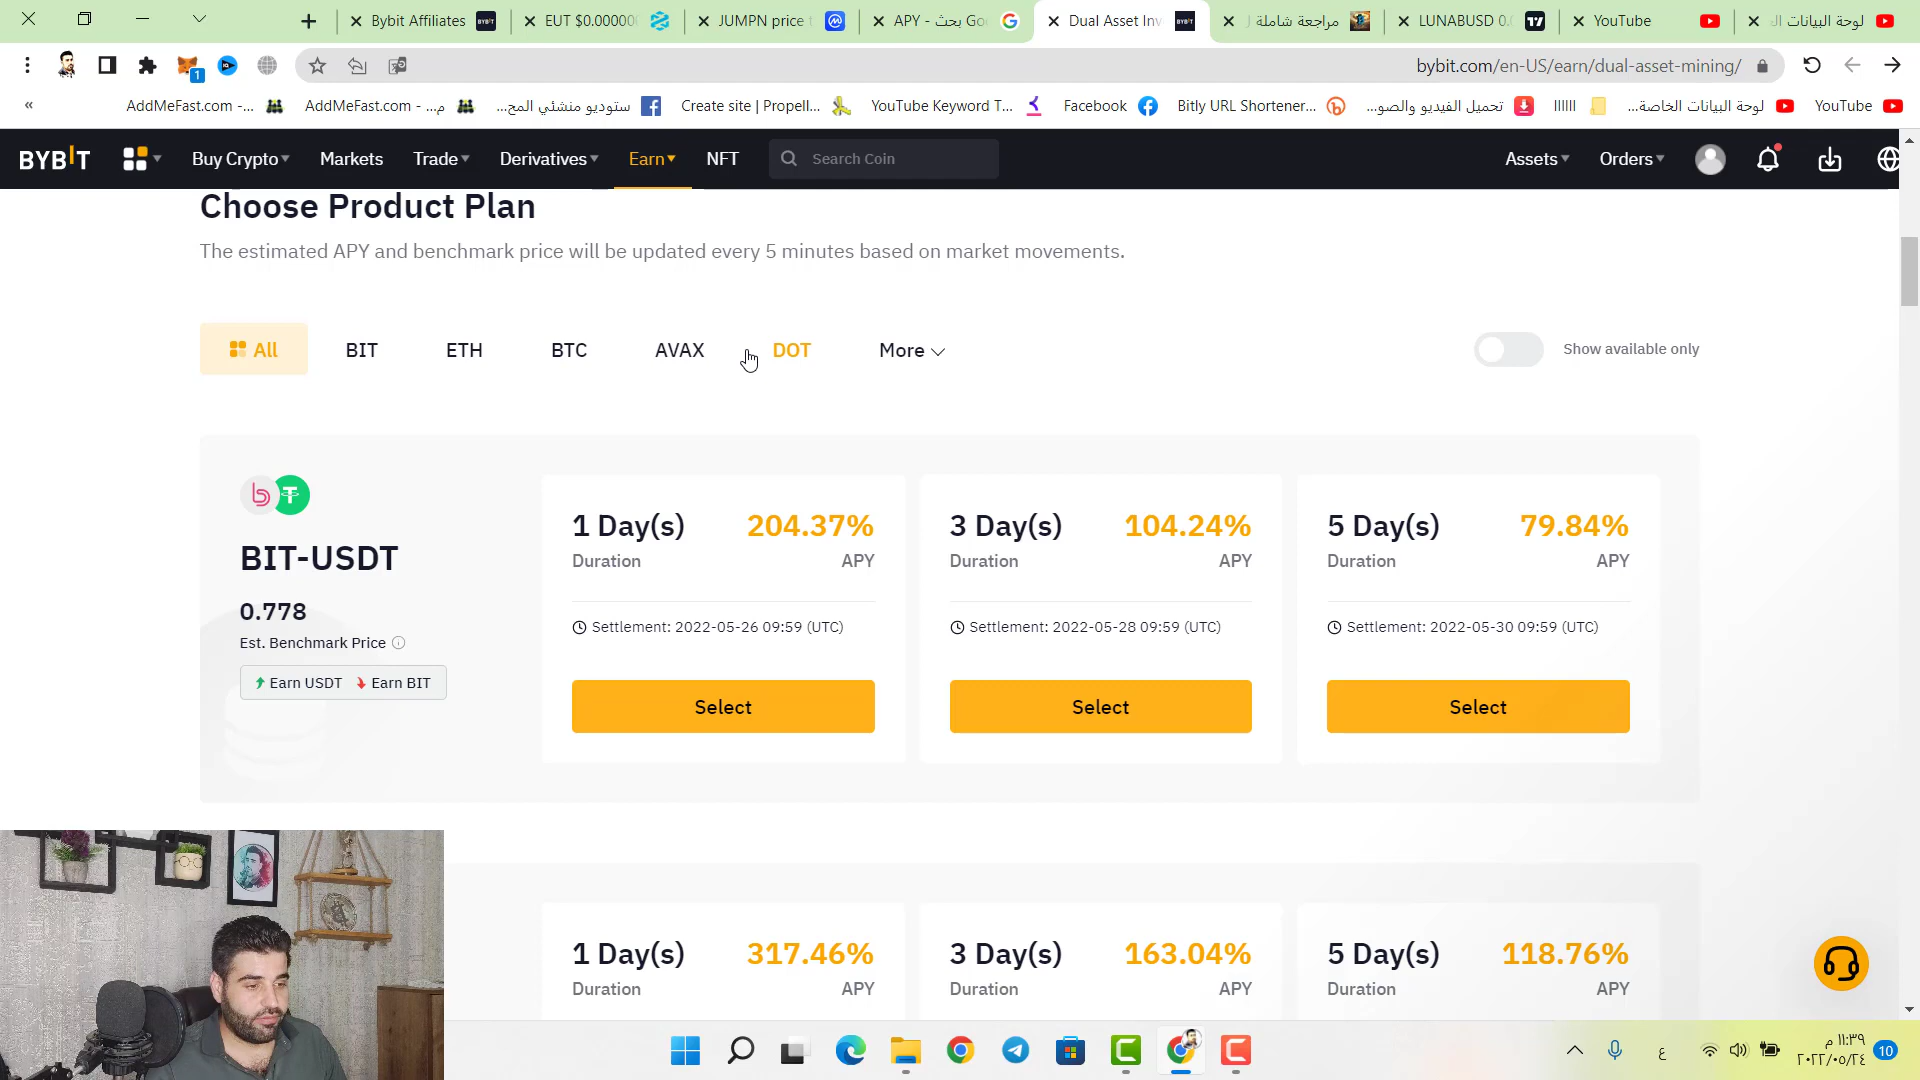 Bybit Affiliates
EUT $0.00000
JUMPN price t
APY - بحث Goo
Dual Asset Inv
مراجعة شاملة ل
LUNABUSD 0.0
YouTube
لوحة البيانات ال
bybit.com/en-US/earn/dual-asset-mining/
1
«
AddMeFast.com -...
AddMeFast.com - م...
ستوديو منشئي المح...
Create site | Propell...
YouTube Keyword T...
Facebook
Bitly URL Shortener...
تحميل الفيديو والصو...
llllll
لوحة البيانات الخاصة...
YouTube
BYBIT
Buy Crypto
Markets
Trade
Derivatives
Earn
NFT
Search Coin
Assets
Orders
Choose Product Plan
The estimated APY and benchmark price will be updated every 5 minutes based on market movements.
All
BIT
ETH
BTC
AVAX
DOT
More
Show available only
BIT-USDT
0.778
Est. Benchmark Price
Earn USDT
Earn BIT
1 Day(s)
204.37%
Duration
APY
Settlement: 2022-05-26 09:59 (UTC)
Select
3 Day(s)
104.24%
Duration
APY
Settlement: 2022-05-28 09:59 (UTC)
Select
5 Day(s)
79.84%
Duration
APY
Settlement: 2022-05-30 09:59 (UTC)
Select
1 Day(s)
317.46%
Duration
APY
3 Day(s)
163.04%
Duration
APY
5 Day(s)
118.76%
Duration
APY
ع
١١:٣٩ م
٢٠٢٢/٠٥/٢٤
10